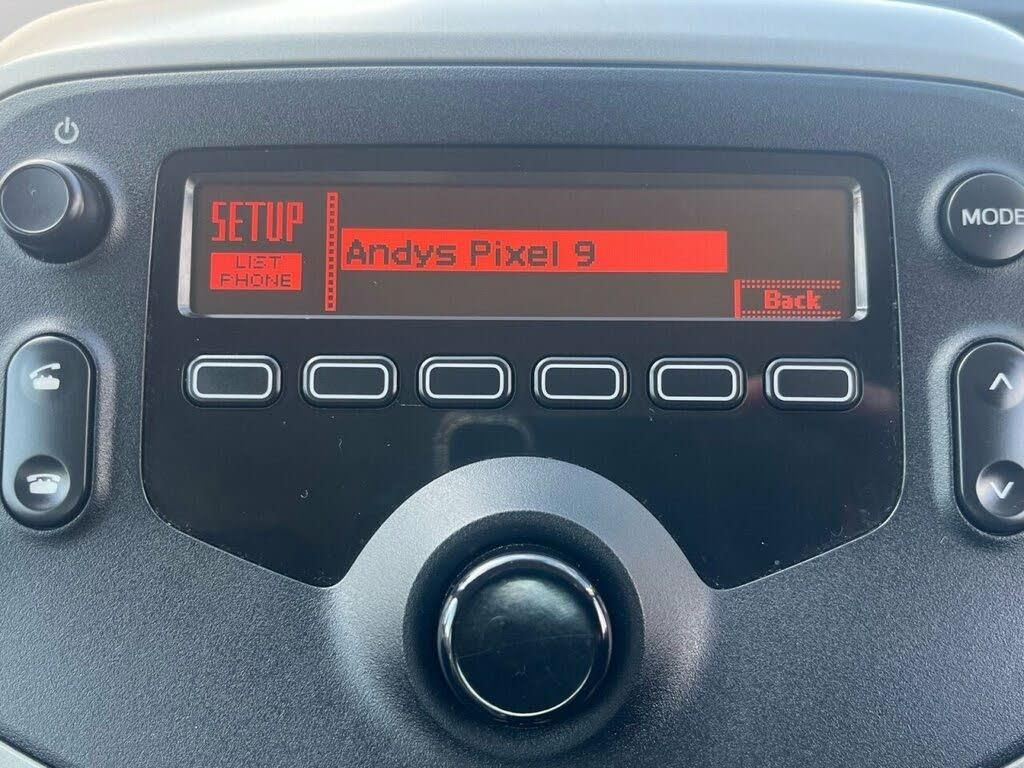 SETUP
LIST
PHONE
Andys Pixel 9
Back
MODE